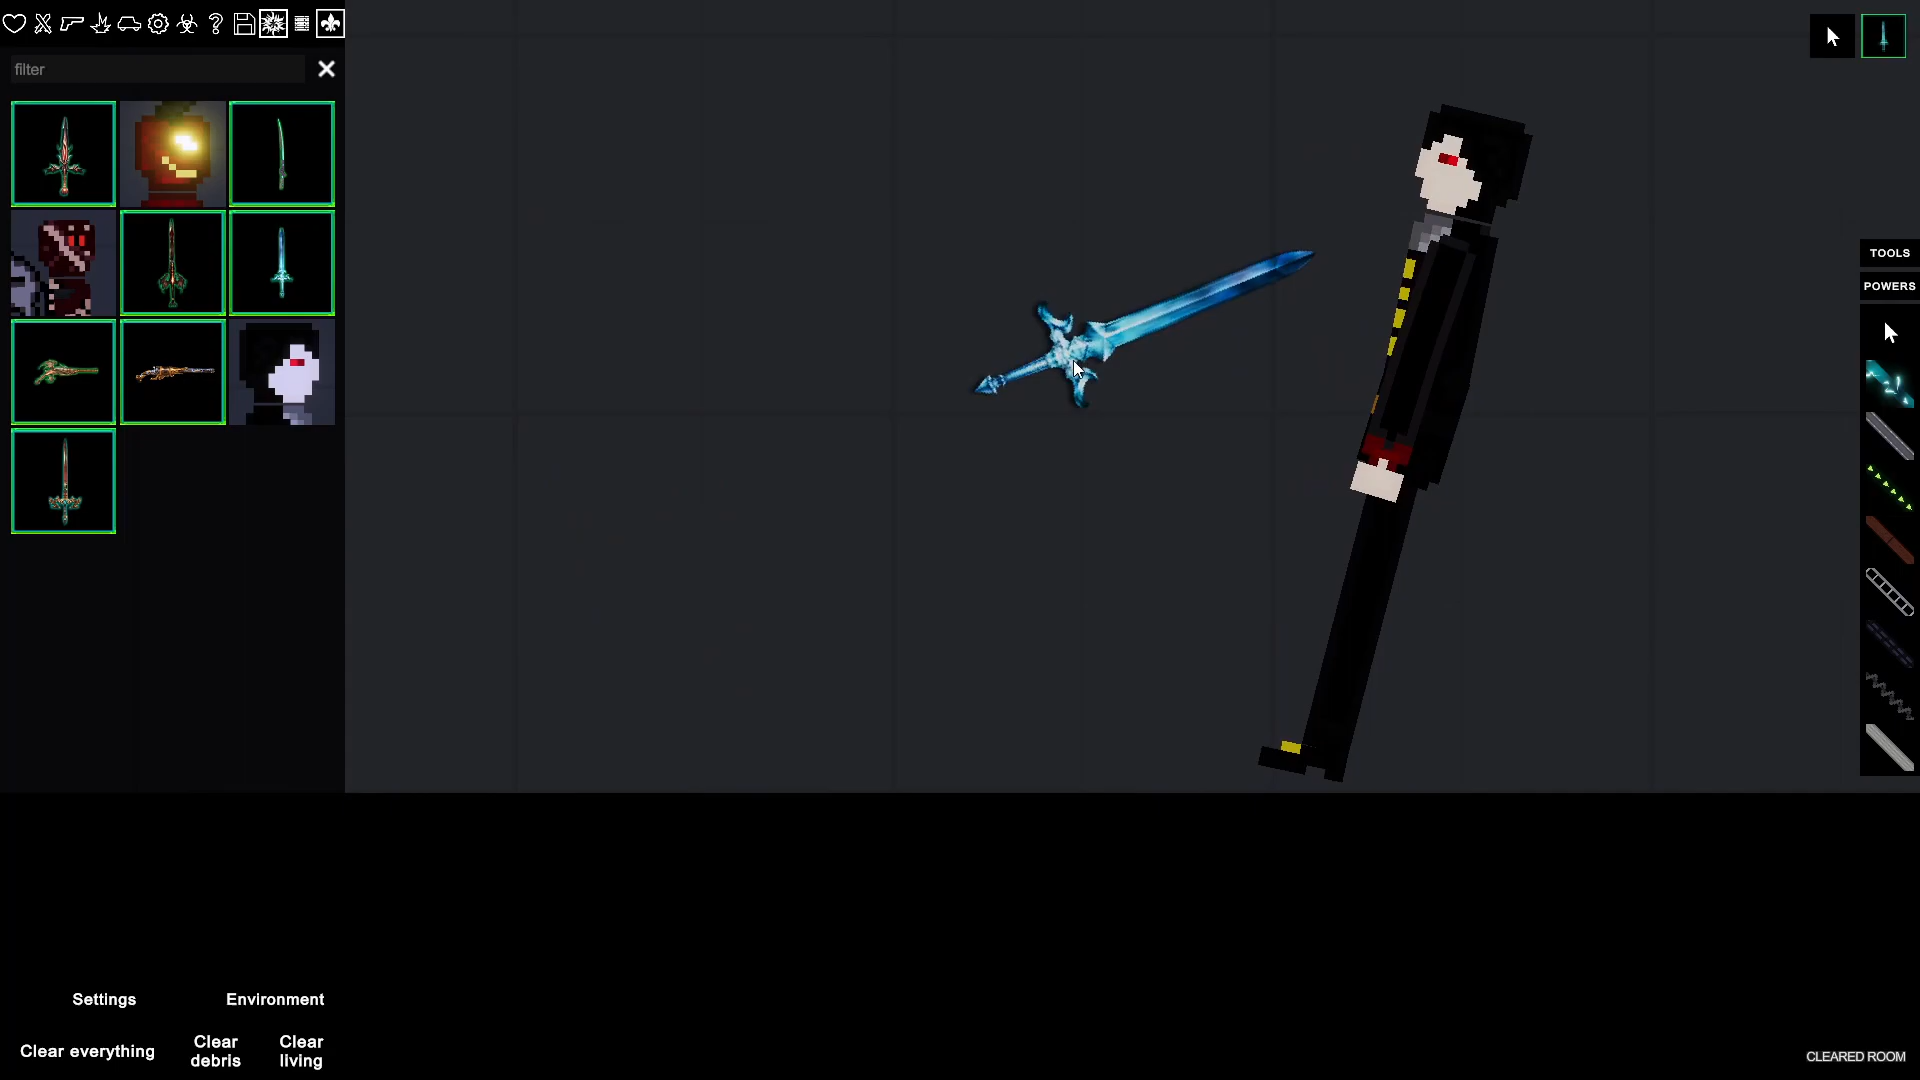 filter
TOOLS
POWERS
Settings
Environment
Clear everything
Clear
debris
Clear
living
CLEARED ROOM